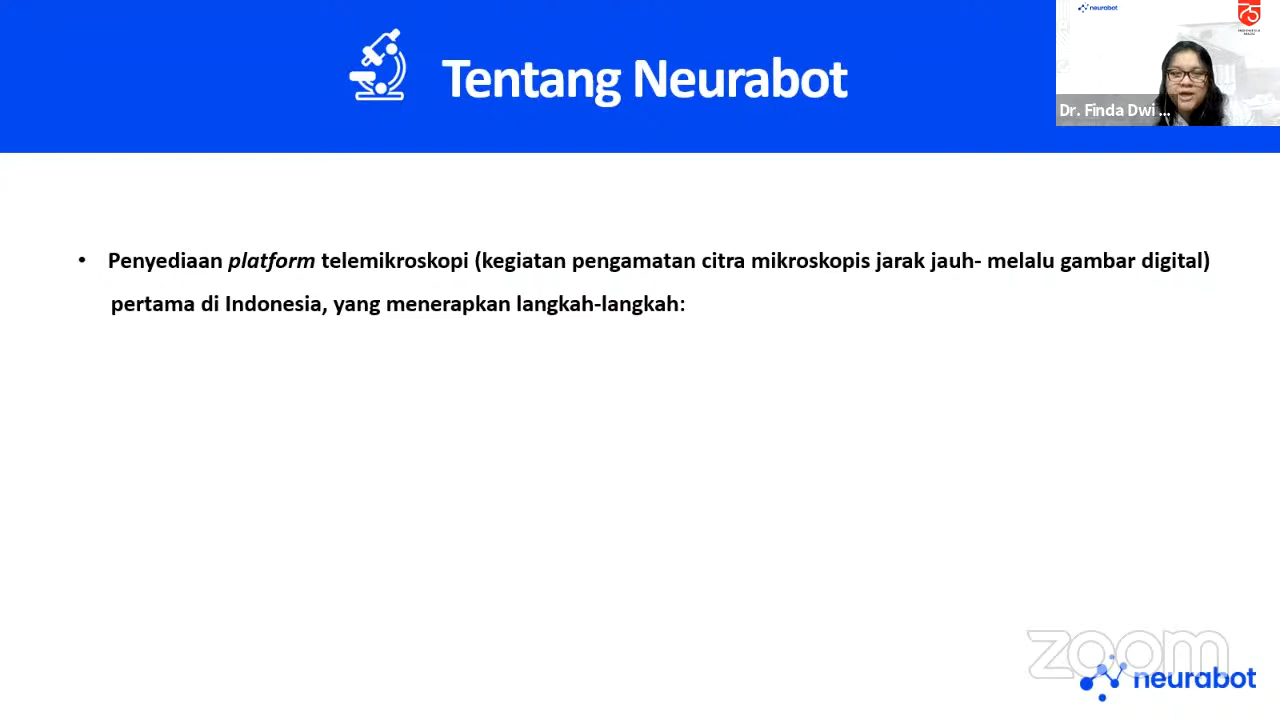 Tentang Neurabot
neurabot
75
Dr. Finda Dwi ...
• Penyediaan platform telemikroskopi (kegiatan pengamatan citra mikroskopis jarak jauh- melalu gambar digital)
pertama di Indonesia, yang menerapkan langkah-langkah:
zoom
neurabot